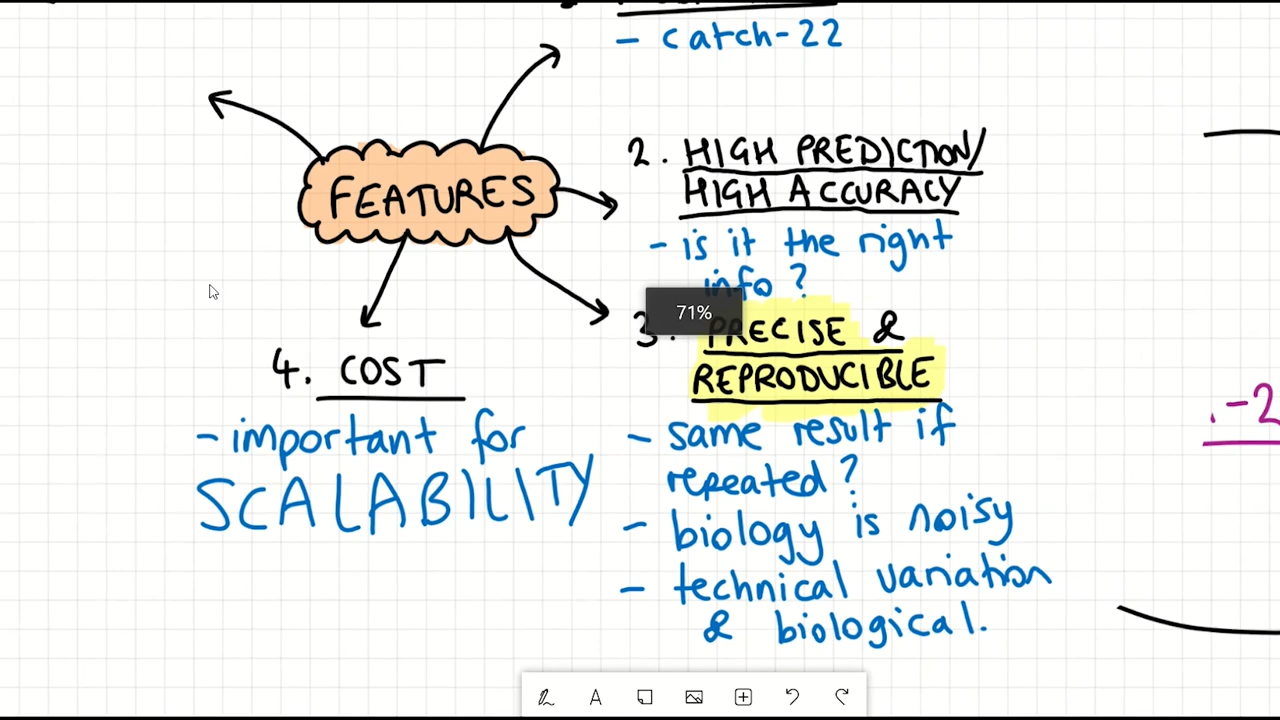 - catch-22
FEATURES
2. HIGH PREDICTION/
HIGH ACCURACY
- is it the right
info?
71%
3. PRECISE &
REPRODUCIBLE
- same result if
repeated?
- biology is noisy
- technical variation
& biological.
4. COST
- important for
SCALABILITY
.-2
A